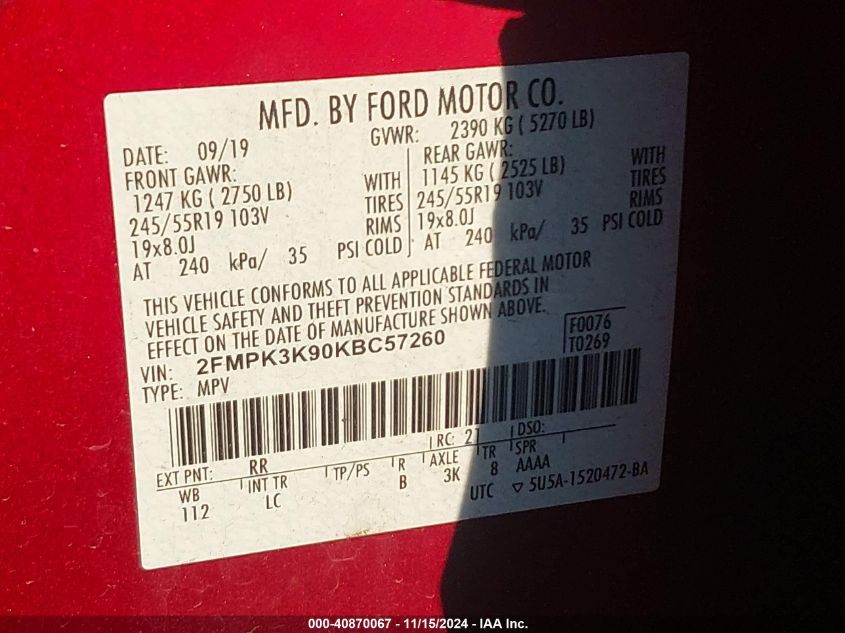 MFD. BY FORD MOTOR CO.
DATE: 09/19 GVWR: 2390 KG ( 5270 LB)
FRONT GAWR: REAR GAWR:
1247 KG ( 2750 LB) WITH 1145 KG ( 2525 LB) WITH
245/55R19 103V TIRES 245/55R19 103V TIRES
19x8.0J RIMS 19x8.0J RIMS
AT 240 kPa/ 35 PSI COLD AT 240 kPa/ 35 PSI COLD
THIS VEHICLE CONFORMS TO ALL APPLICABLE FEDERAL MOTOR
VEHICLE SAFETY AND THEFT PREVENTION STANDARDS IN
EFFECT ON THE DATE OF MANUFACTURE SHOWN ABOVE.
VIN: 2FMPK3K90KBC57260 F0076
TYPE: MPV T0269
EXT PNT: RR RC: 21 DSO:
WB INT TR TP/PS R AXLE TR SPR
112 LC B 3K 8 AAAA
UTC ▽ 5U5A-1520472-BA
000-40870067 - 11/15/2024 - IAA Inc.